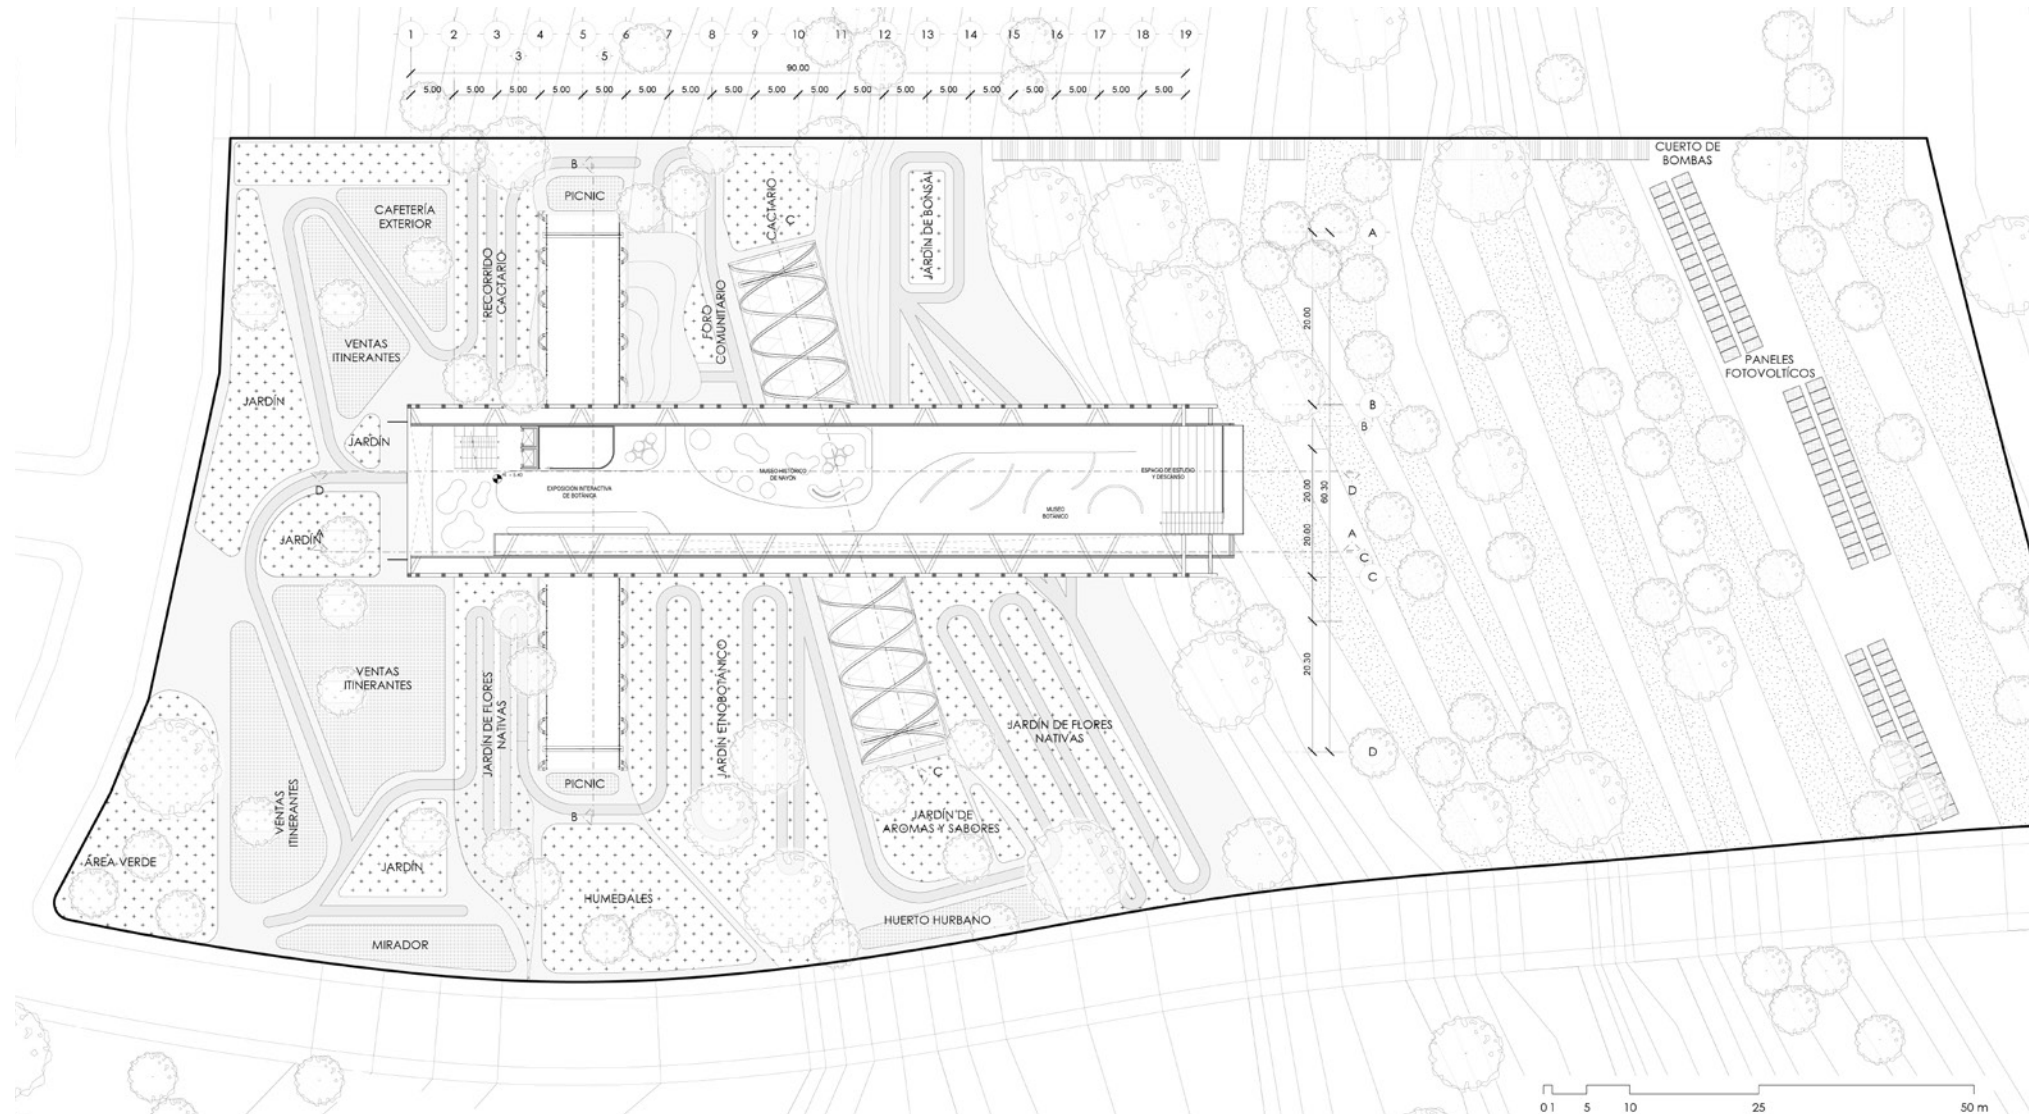 1 2 3 4 5 6 7 8 9 10 11 12 13 14 15 16 17 18 19
3 5
90.00
5.00 5.00 5.00 5.00 5.00 5.00 5.00 5.00 5.00 5.00 5.00 5.00 5.00 5.00 5.00 5.00 5.00 5.00
CUERTO DE
BOMBAS
B
PICNIC
CAFETERÍA
EXTERIOR
CACTARIO
C
JARDÍN DE BONSAI
A
RECORRIDO
CACTARIO
FORO
COMUNITARIO
20.00
VENTAS
ITINERANTES
PANELES
FOTOVOLTÍCOS
JARDÍN
B
B
JARDÍN
MUSEO HISTÓRICO
DE NAYÓN
ESPACIO DE ESTUDIO
Y DESCANSO
EXPOSICIÓN INTERACTIVA
DE BOTÁNICA
D
D
20.00
60.30
MUSEO
BOTÁNICO
A
JARDÍN
20.00
A
C
C
VENTAS
ITINERANTES
JARDÍN DE FLORES
NATIVAS
JARDÍN ETNOBOTÁNICO
20.30
JARDÍN DE FLORES
NATIVAS
D
C
PICNIC
B
VENTAS
ITINERANTES
JARDÍN DE
AROMAS Y SABORES
ÁREA VERDE
JARDÍN
HUMEDALES
HUERTO HURBANO
MIRADOR
0 1 5 10 25 50 m